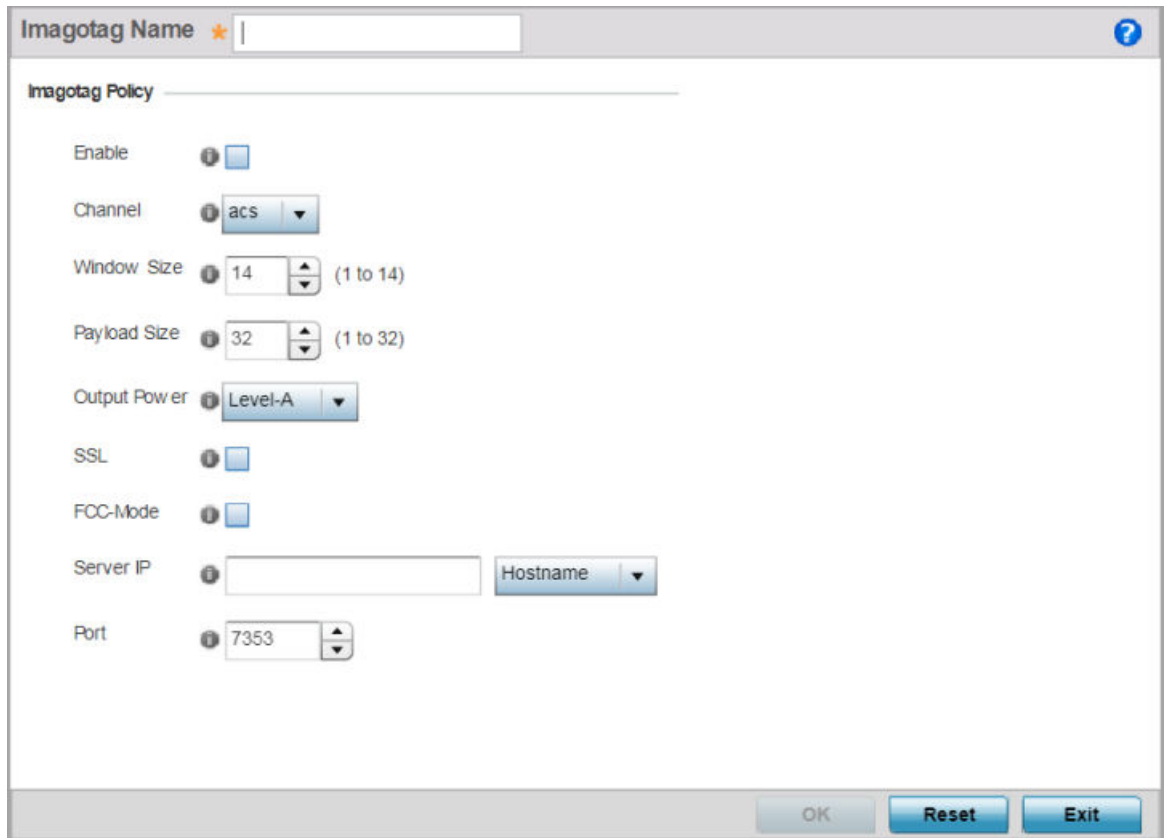 Imagotag Name *
?
Imagotag Policy
Enable
Channel acs
Window Size 14 (1 to 14)
Payload Size 32 (1 to 32)
Output Power Level-A
SSL
FCC-Mode
Server IP Hostname
Port 7353
OK Reset Exit